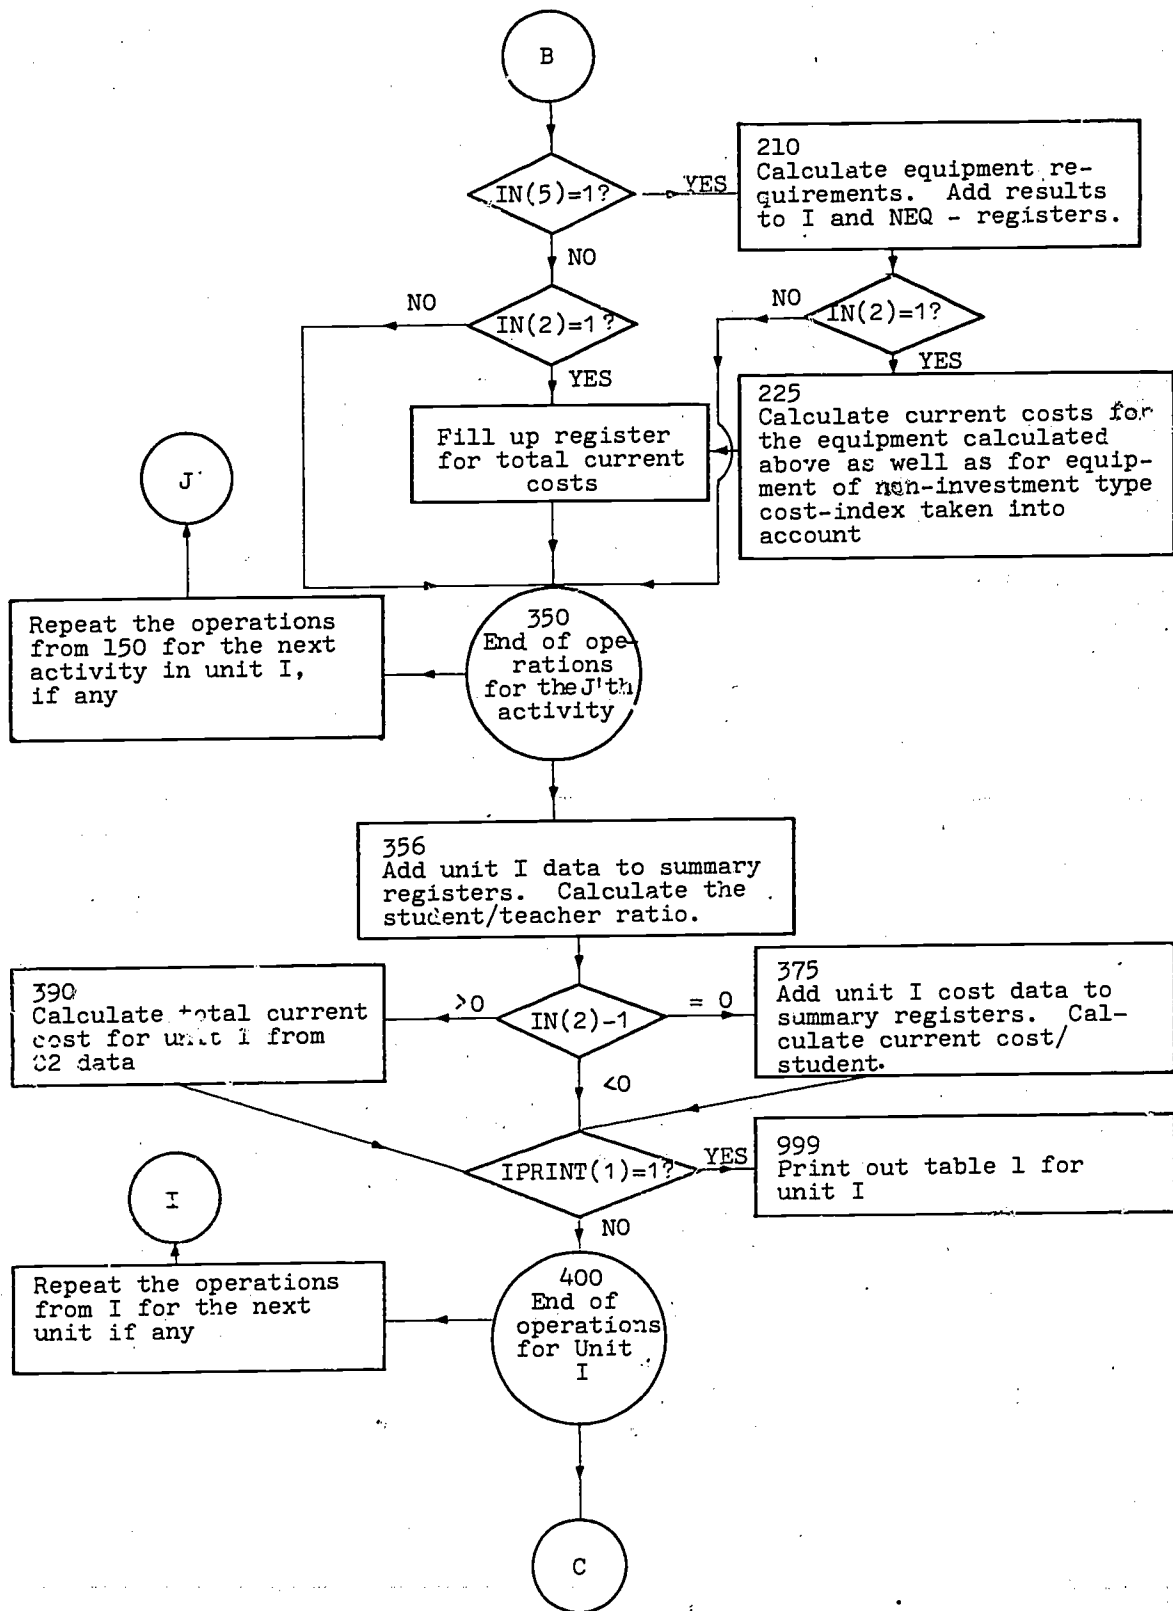 B
IN(5)=1?
YES
210
Calculate equipment re-
quirements. Add results
to I and NEQ - registers.
NO
NO
IN(2)=1?
NO
IN(2)=1?
YES
YES
Fill up register
for total current
costs
225
Calculate current costs for
the equipment calculated
above as well as for equip-
ment of non-investment type
cost-index taken into
account
J
Repeat the operations
from 150 for the next
activity in unit I,
if any
350
End of ope-
rations
for the J'th
activity
356
Add unit I data to summary
registers. Calculate the
student/teacher ratio.
390
Calculate total current
cost for unit I from
data
>0
IN(2)-1
= 0
375
Add unit I cost data to
summary registers. Cal-
culate current cost/
student.
<0
IPRINT(1)=1?
YES
999
Print out table 1 for
unit I
I
NO
Repeat the operations
from I for the next
unit if any
400
End of
operations
for Unit
I
C